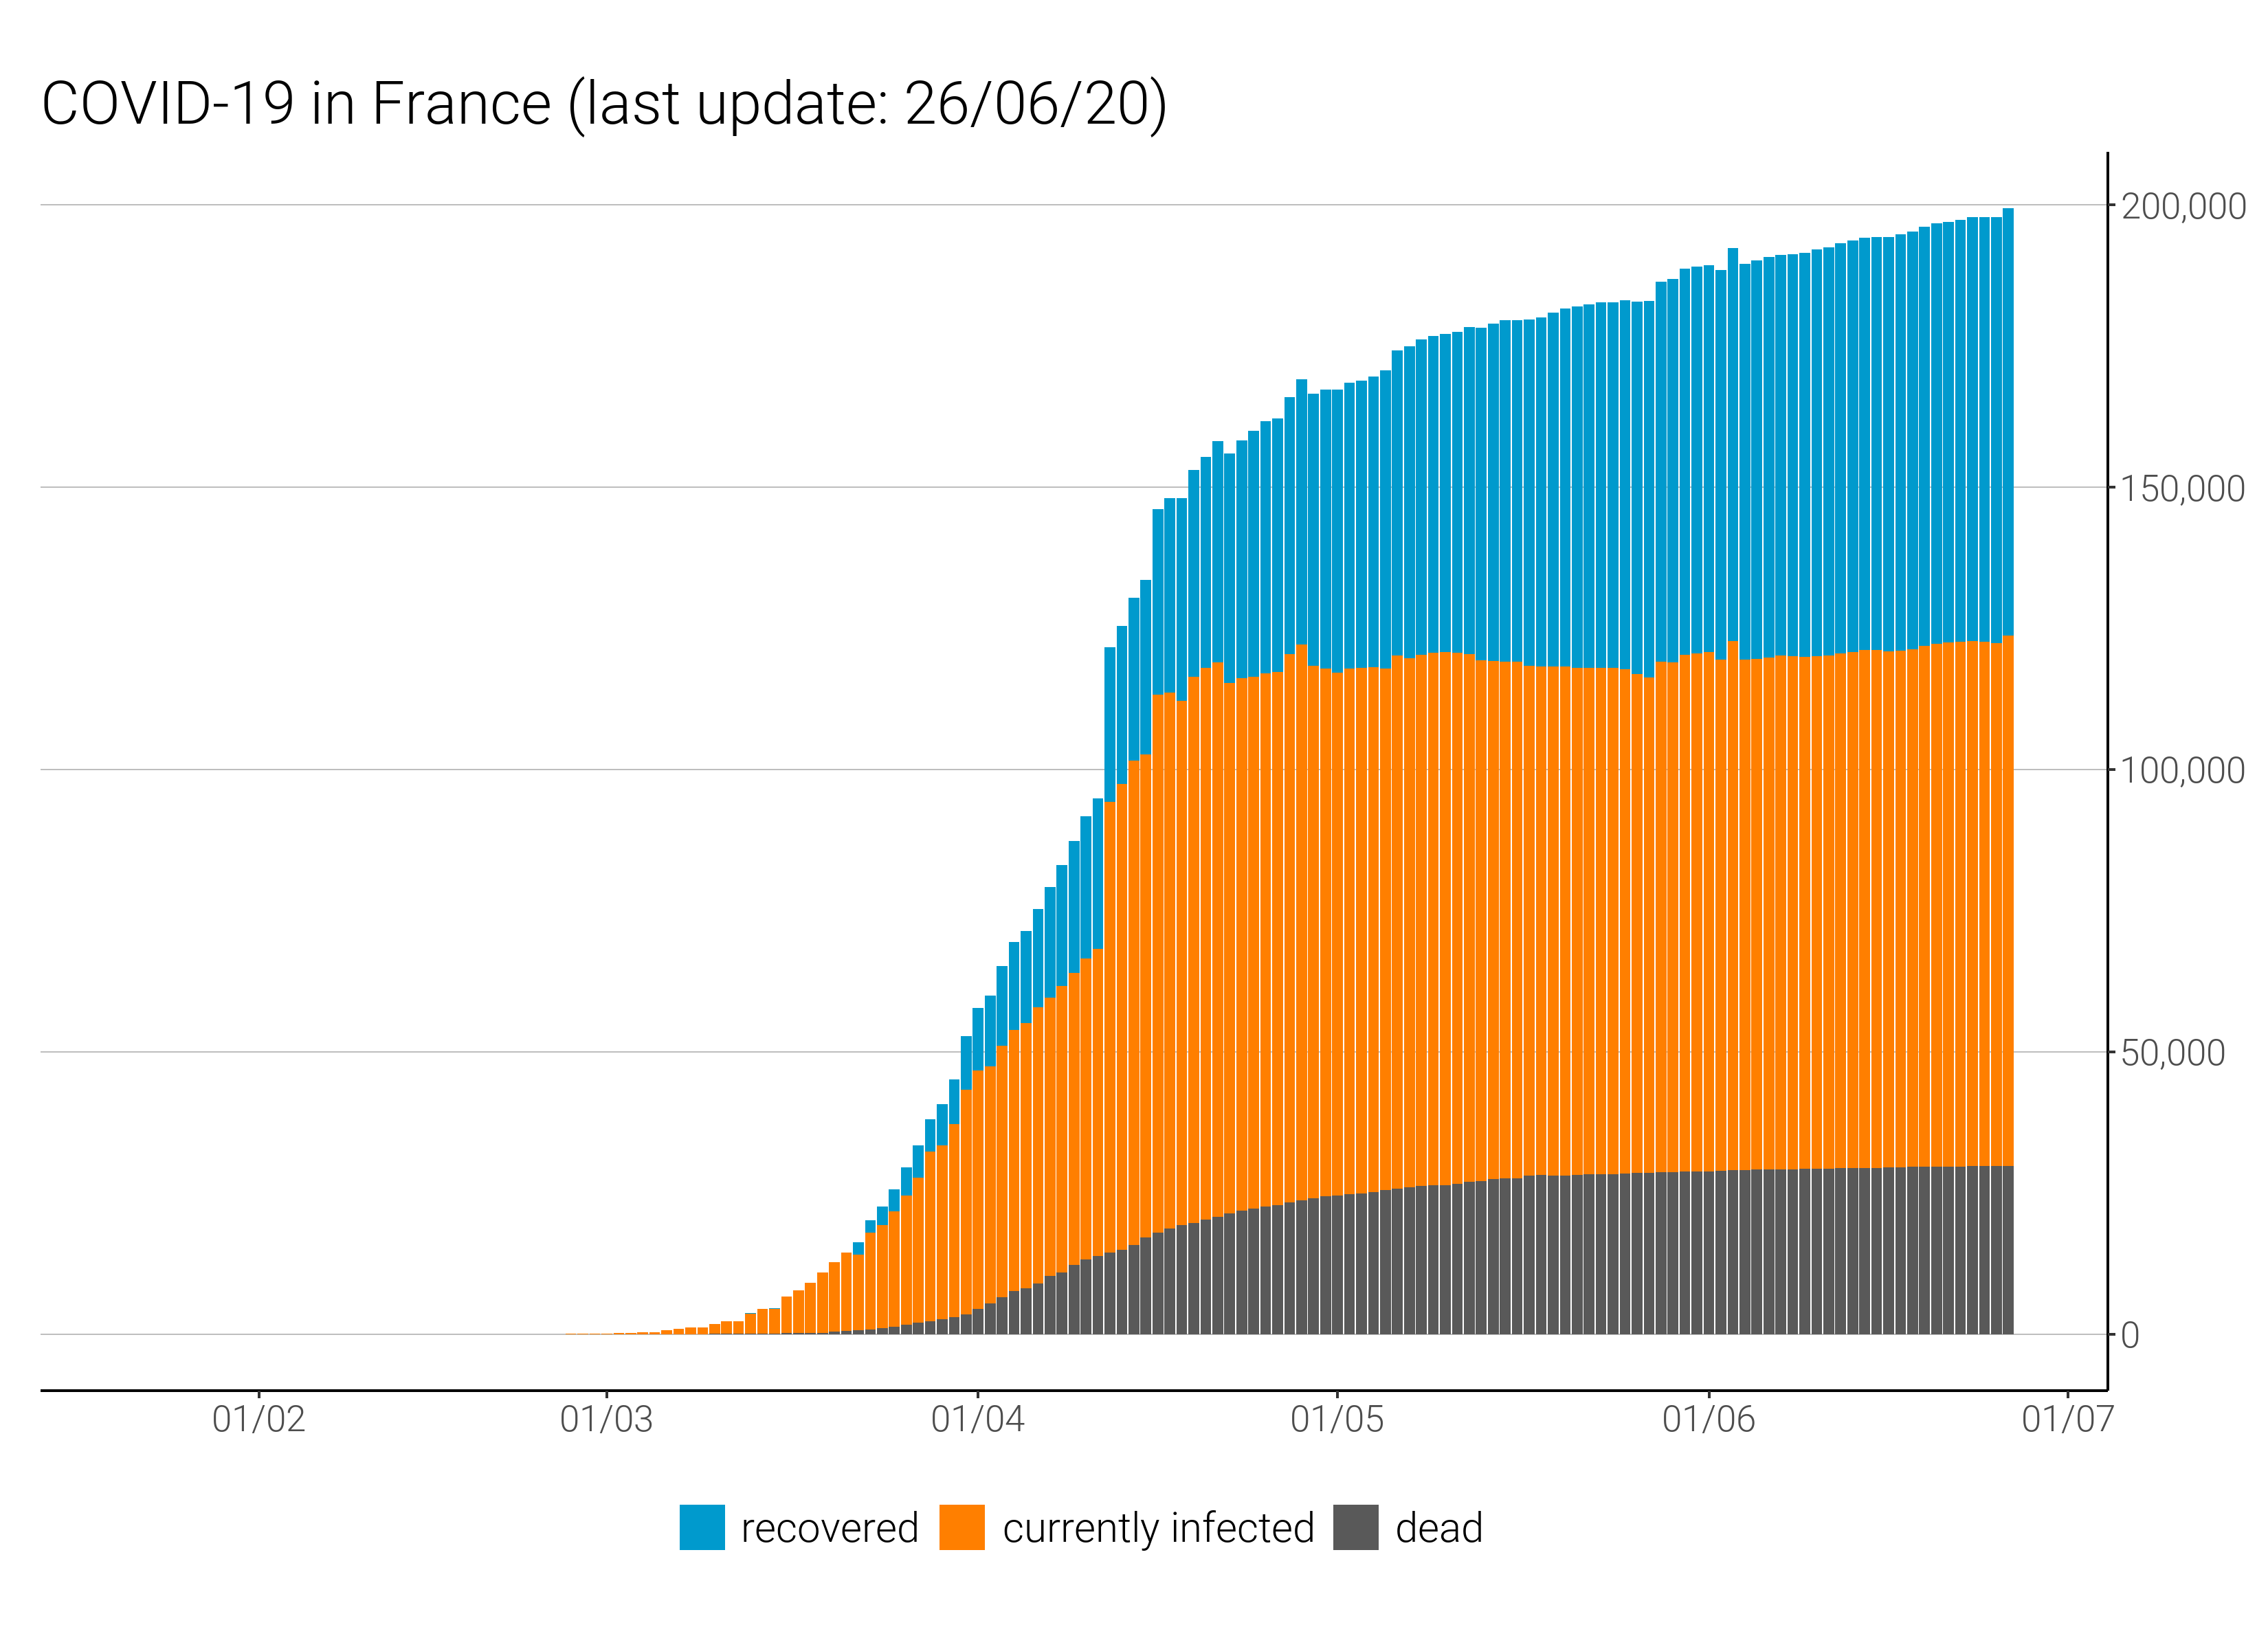 COVID-19 in France (last update: 26/06/20)
200,000
150,000
100,000
50,000
0
01/02 01/03 01/04 01/05 01/06 01/07
recovered currently infected dead